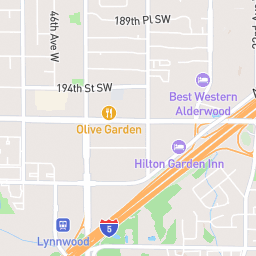 46th Ave W
189th Pl SW
194th St SW
Best Western
Alderwood
Olive Garden
Hilton Garden Inn
5
Lynnwood